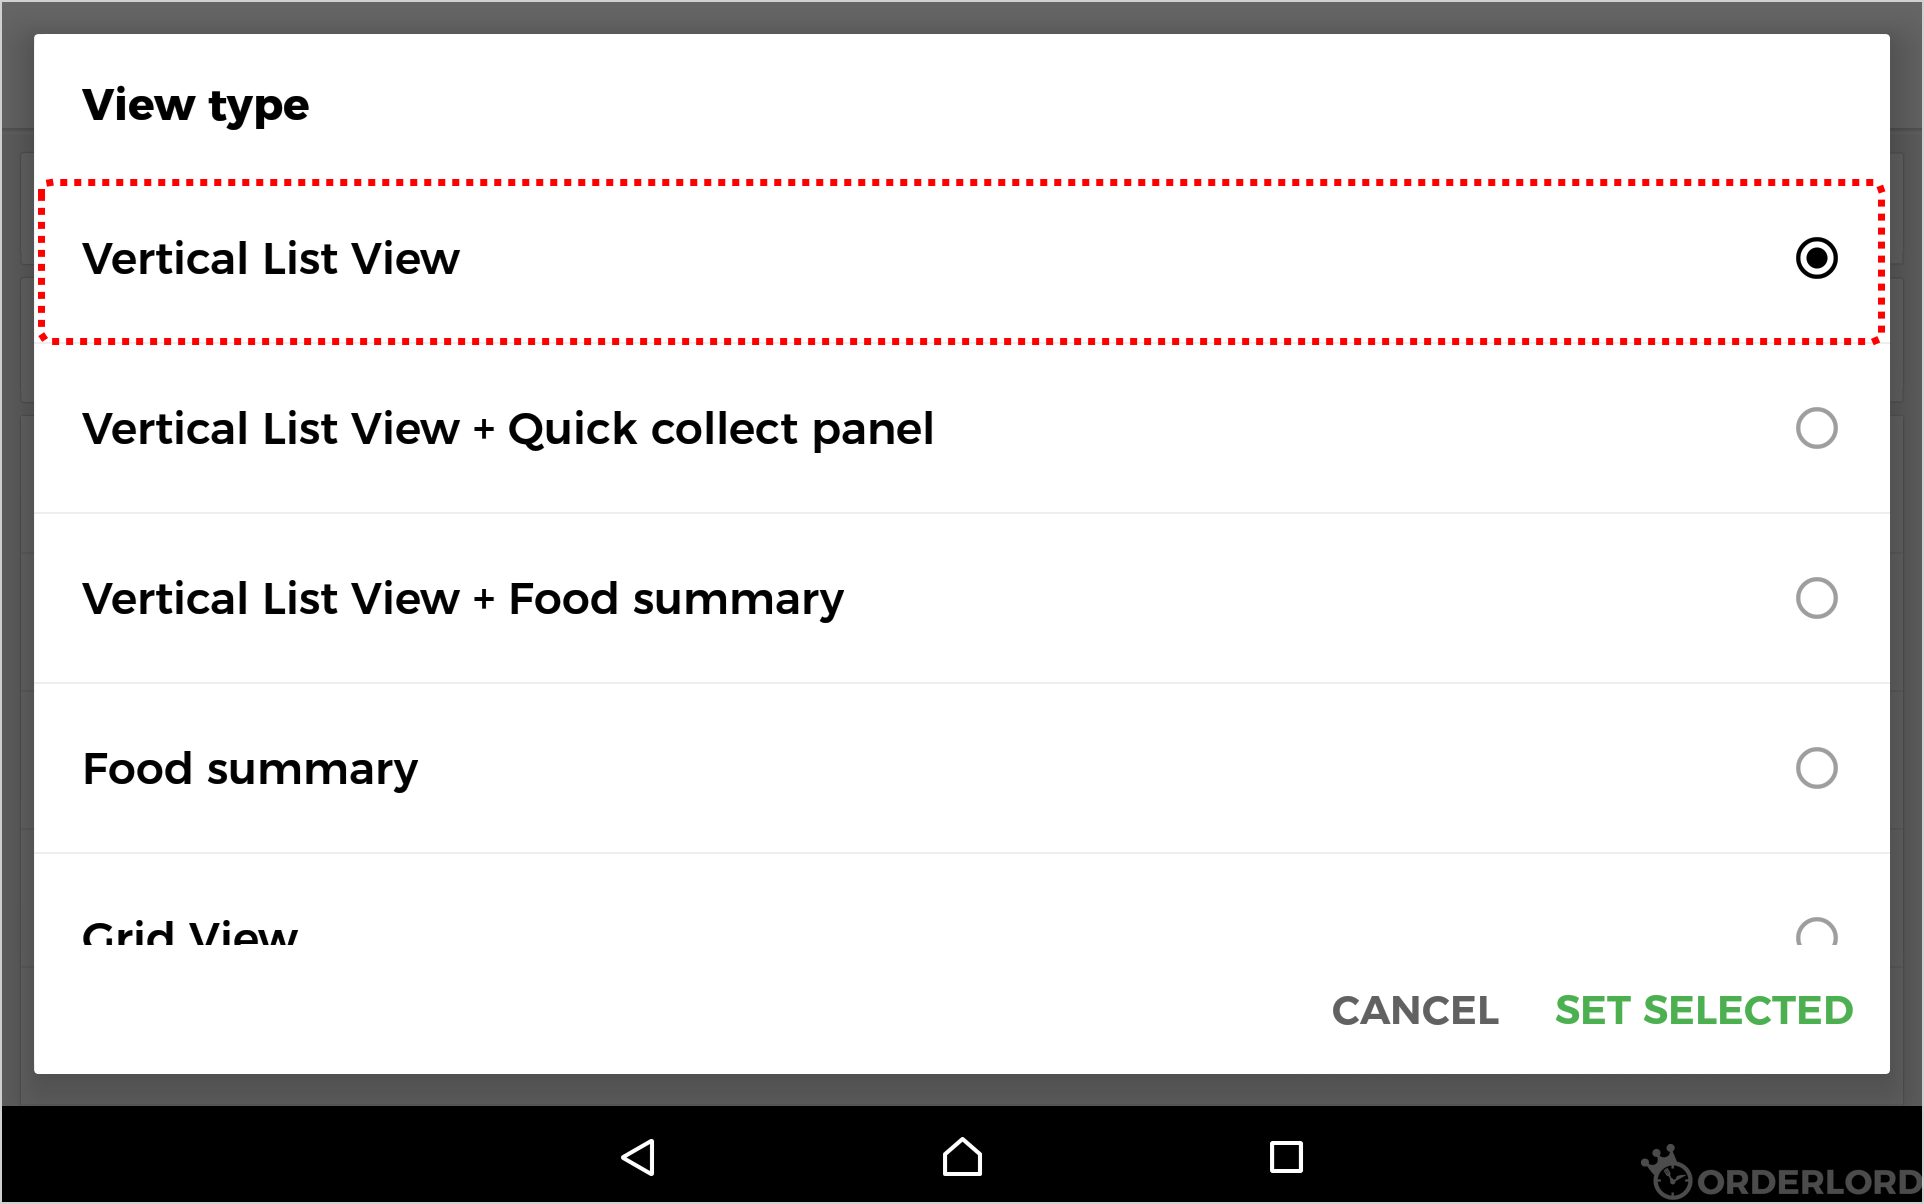 View type
Vertical List View
Vertical List View + Quick collect panel
Vertical List View + Food summary
Food summary
Grid View
CANCEL SET SELECTED
ORDERLORD